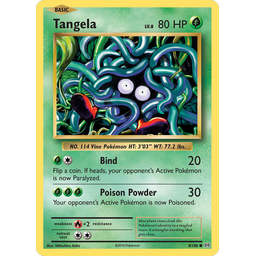 BASIC
Tangela
LV.8 80 HP
NO. 114 Vine Pokémon HT: 3'03" WT: 77.2 lbs.
Bind 20
Flip a coin. If heads, your opponent's Active Pokémon
is now Paralyzed.
Poison Powder 30
Your opponent's Active Pokémon is now Poisoned.
weakness ×2 resistance
retreat
cost
©2016 Pokémon